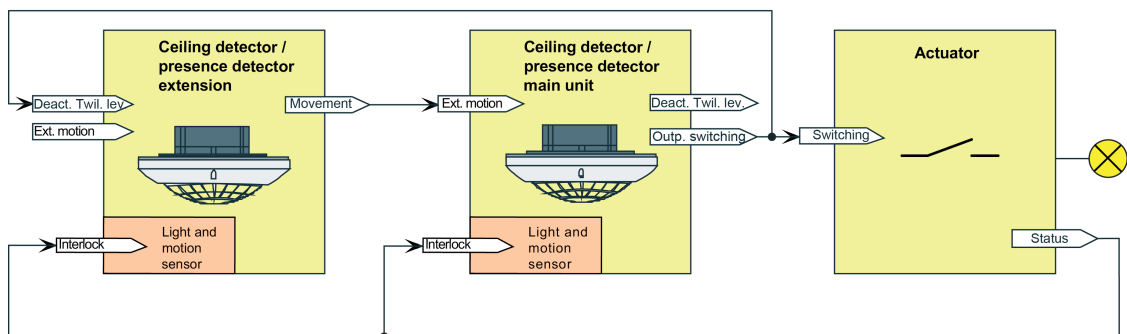 Ceiling detector /
presence detector
extension
Deact. Twil. lev
Ext. motion
Movement
Interlock
Light and
motion
sensor
Ceiling detector /
presence detector
main unit
Ext. motion
Deact. Twil. lev.
Outp. switching
Interlock
Light and
motion
sensor
Actuator
Switching
Status